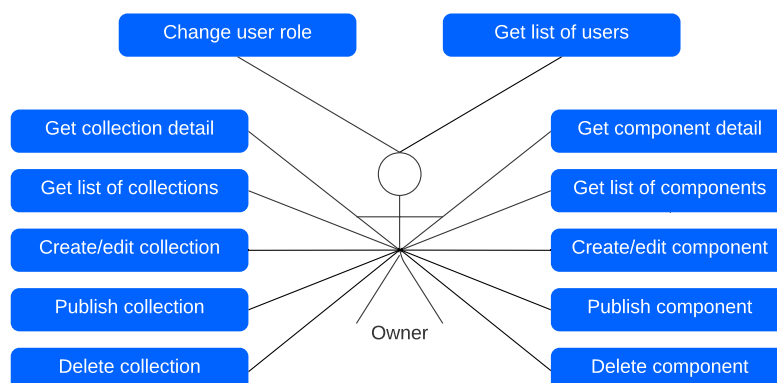 Change user role
Get list of users
Get collection detail
Get component detail
Get list of collections
Get list of components
Create/edit collection
Create/edit component
Publish collection
Publish component
Owner
Delete collection
Delete component